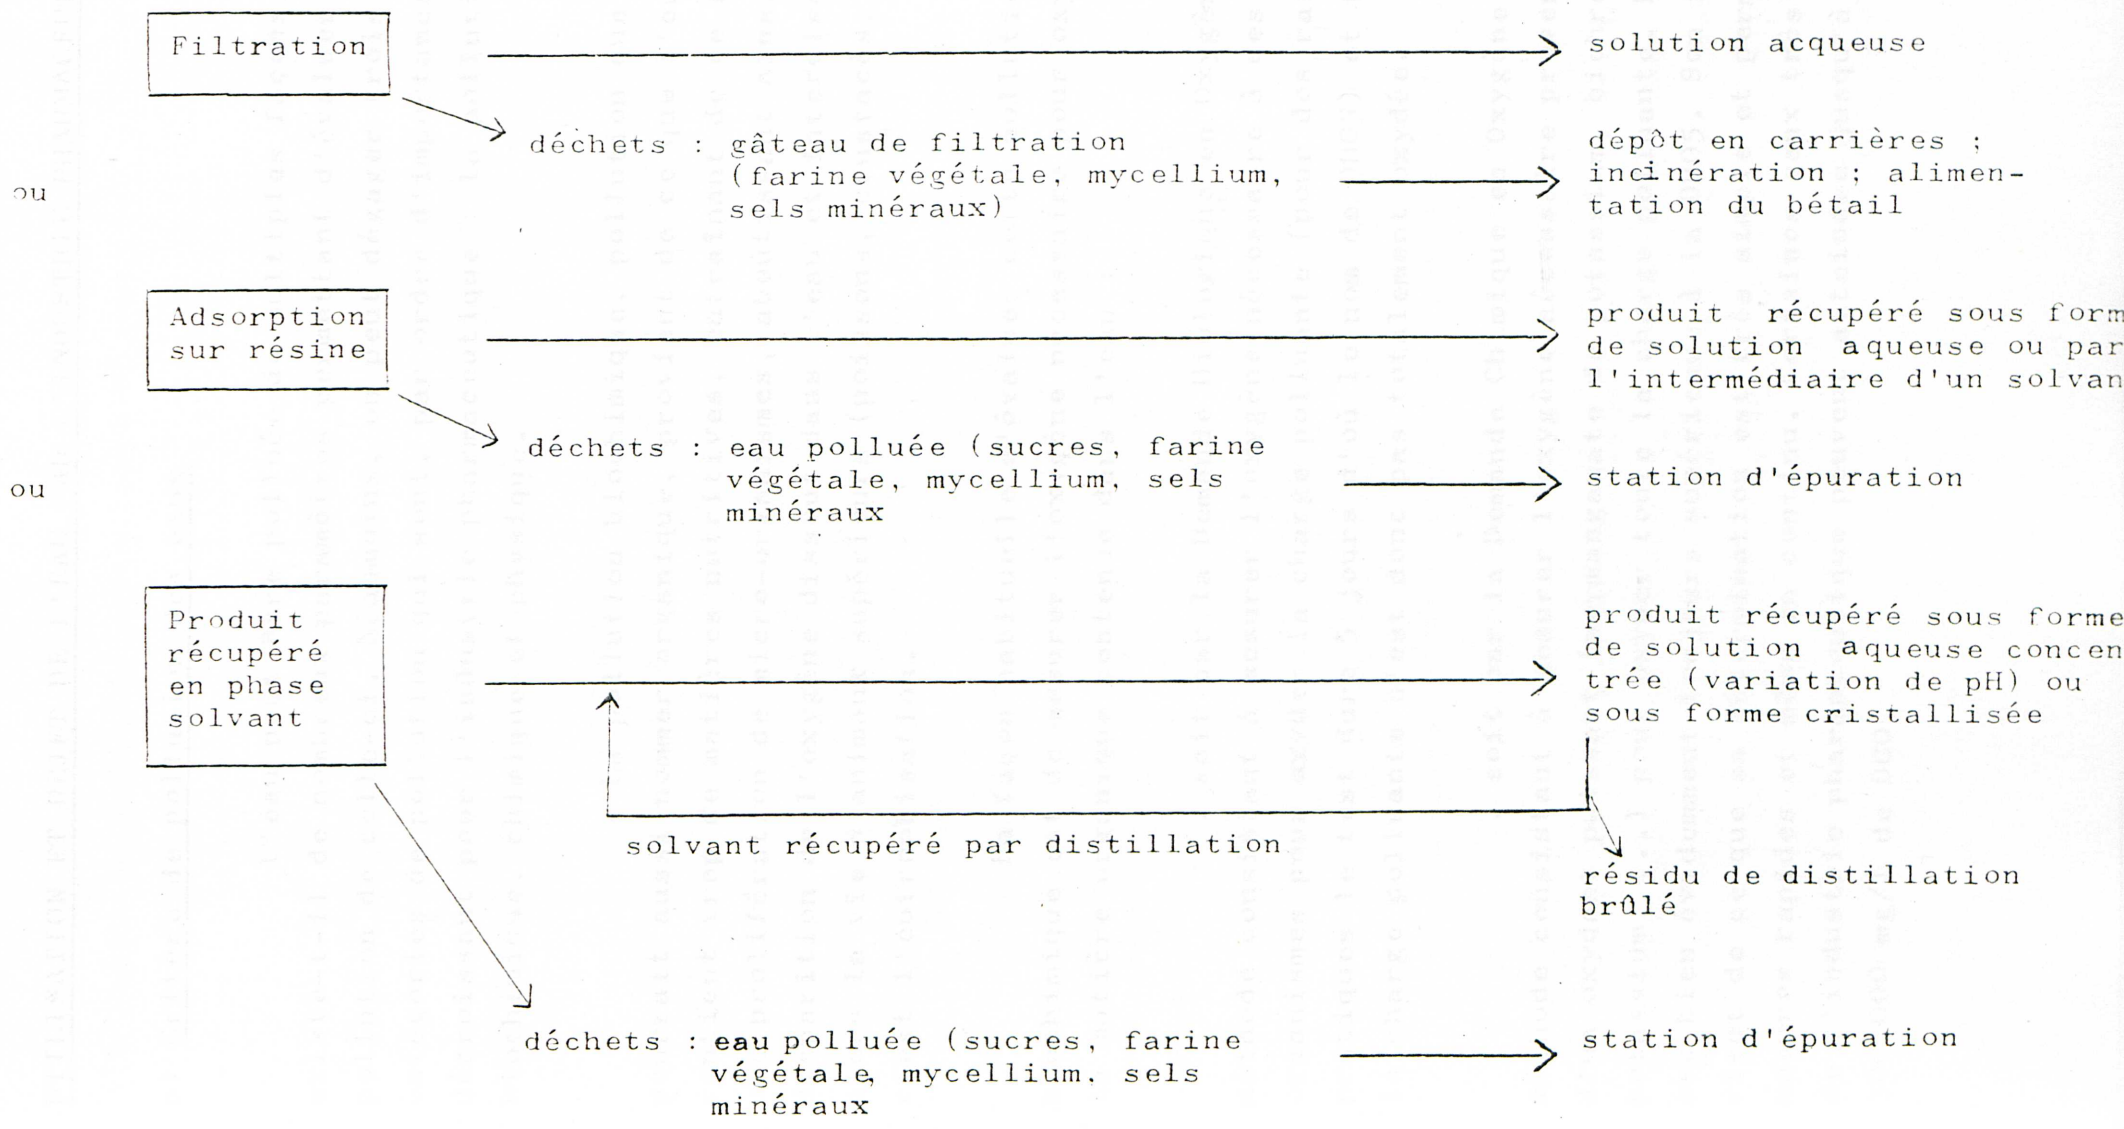 Filtration
solution acqueuse
déchets : gâteau de filtration
(farine végétale, mycellium,
sels minéraux)
dépôt en carrières ;
incinération ; alimen-
tation du bétail
ou
Adsorption
sur résine
produit récupéré sous form
de solution aqueuse ou par
l'intermédiaire d'un solvan
déchets : eau polluée (sucres, farine
végétale, mycellium, sels
minéraux
station d'épuration
ou
Produit
récupéré
en phase
solvant
produit récupéré sous forme
de solution aqueuse concen
trée (variation de pH) ou
sous forme cristallisée
solvant récupéré par distillation
résidu de distillation
brûlé
déchets : eau polluée (sucres, farine
végétale, mycellium. sels
minéraux
station d'épuration